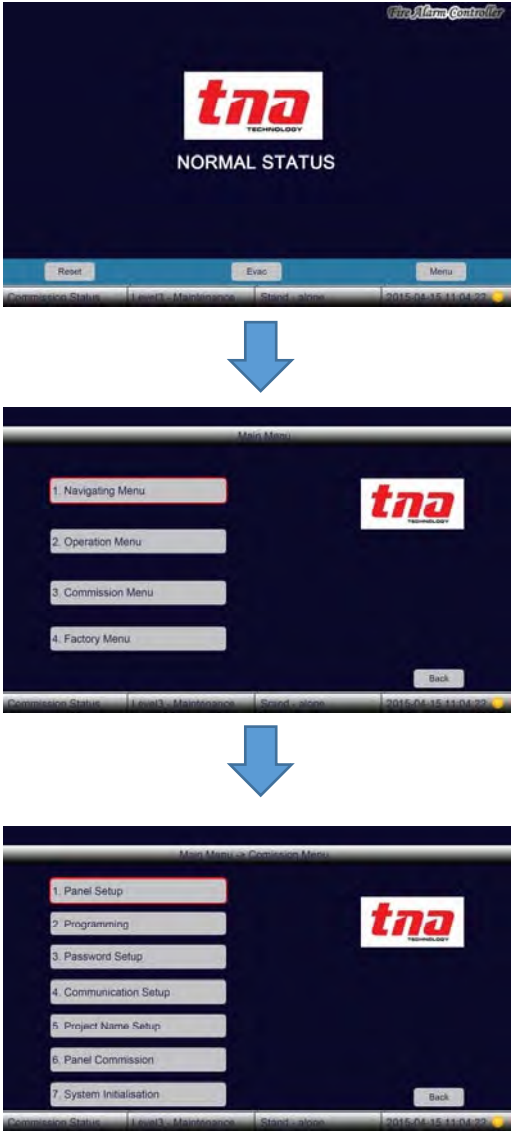 Fire Alarm Controller
tna
TECHNOLOGY
NORMAL STATUS
Reset Evac Menu
Commission Status Level3 - Maintenance Stand - alone 2015-04-15 11:04:22
Main Menu
1. Navigating Menu
tna
TECHNOLOGY
2. Operation Menu
3. Commission Menu
4. Factory Menu
Back
Commission Status Level3 - Maintenance Stand - alone 2015-04-15 11:04:22
Main Menu -> Comission Menu
1. Panel Setup
tna
TECHNOLOGY
2. Programming
3. Password Setup
4. Communication Setup
5. Project Name Setup
6. Panel Commission
7. System Initialisation
Back
Commission Status Level3 - Maintenance Stand - alone 2015-04-15 11:04:22